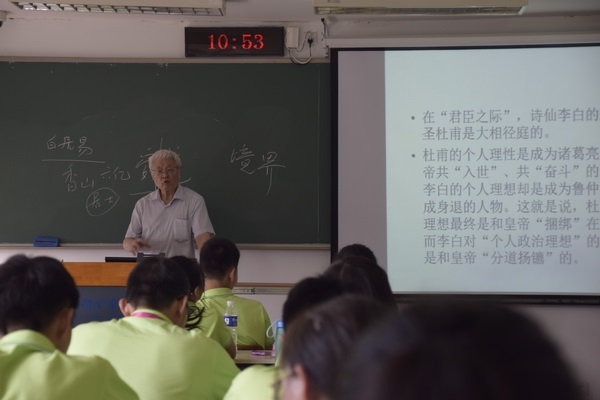 10:53
白居易
香山
居士
境界
在“君臣之际”，诗仙李白的
圣杜甫是大相径庭的。
杜甫的个人理性是成为诸葛亮
帝共“入世”、共“奋斗”的
李白的个人理想却是成为鲁仲
成身退的人物。这就是说，杜
理想最终是和皇帝“捆绑”在
而李白对“个人政治理想”的
是和皇帝“分道扬镳”的。